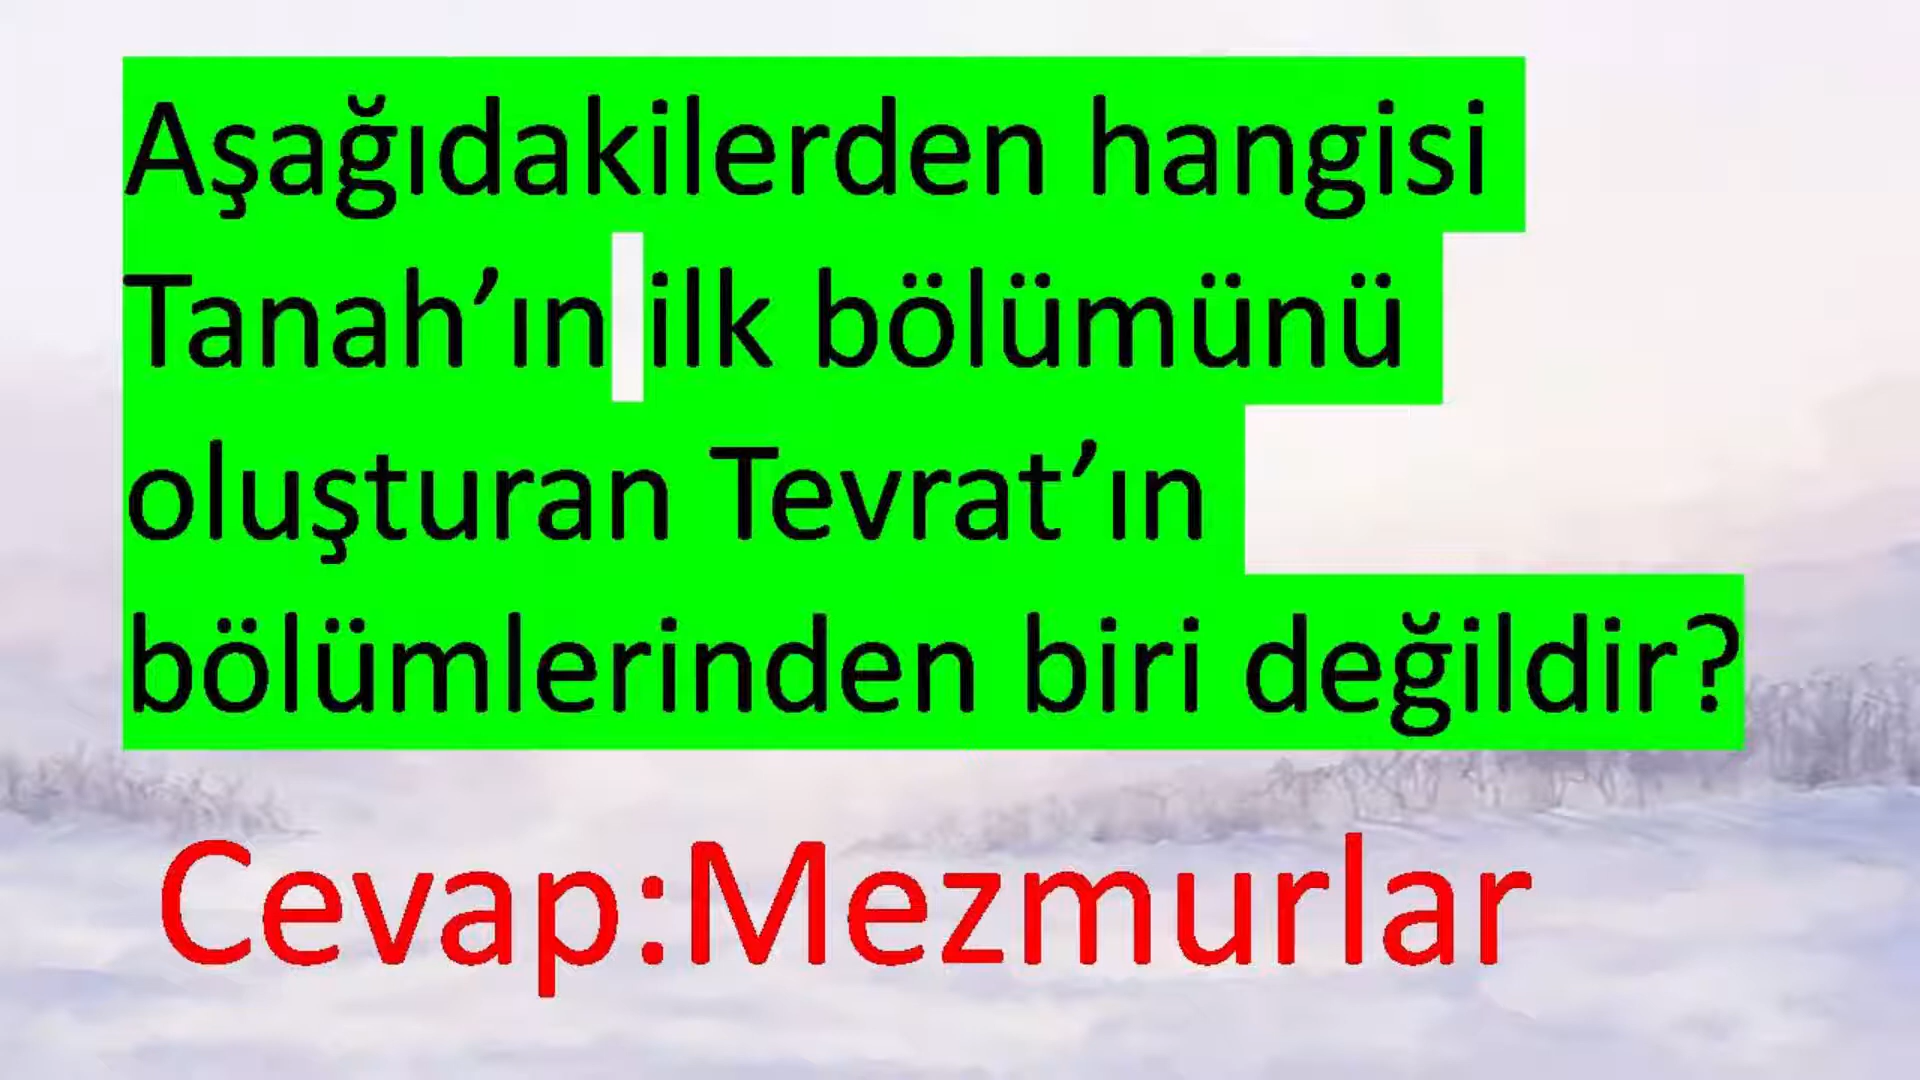 Aşağıdakilerden hangisi
Tanah’ın ilk bölümünü
oluşturan Tevrat’ın
bölümlerinden biri değildir?
Cevap:Mezmurlar